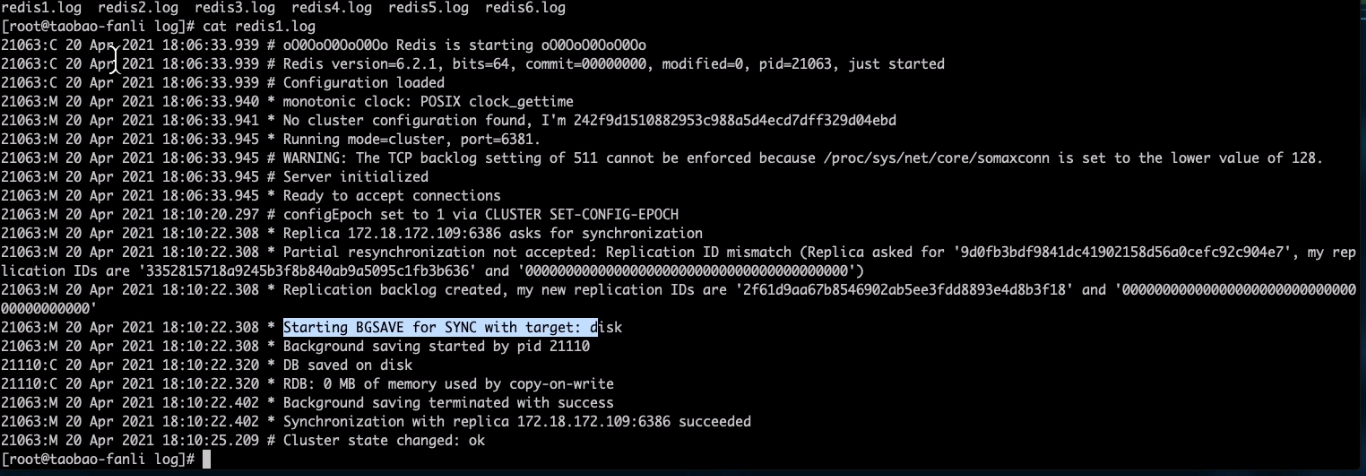 redis1.log  redis2.log  redis3.log  redis4.log  redis5.log  redis6.log
[root@taobao-fanli log]# cat redis1.log
21063:C 20 Apr 2021 18:06:33.939 # oO0OoO0OoO0Oo Redis is starting oO0OoO0OoO0Oo
21063:C 20 Apr 2021 18:06:33.939 # Redis version=6.2.1, bits=64, commit=00000000, modified=0, pid=21063, just started
21063:C 20 Apr 2021 18:06:33.939 # Configuration loaded
21063:M 20 Apr 2021 18:06:33.940 * monotonic clock: POSIX clock_gettime
21063:M 20 Apr 2021 18:06:33.941 * No cluster configuration found, I'm 242f9d1510882953c988a5d4ecd7dff329d04ebd
21063:M 20 Apr 2021 18:06:33.945 * Running mode=cluster, port=6381.
21063:M 20 Apr 2021 18:06:33.945 # WARNING: The TCP backlog setting of 511 cannot be enforced because /proc/sys/net/core/somaxconn is set to the lower value of 128.
21063:M 20 Apr 2021 18:06:33.945 # Server initialized
21063:M 20 Apr 2021 18:06:33.945 * Ready to accept connections
21063:M 20 Apr 2021 18:10:20.297 # configEpoch set to 1 via CLUSTER SET-CONFIG-EPOCH
21063:M 20 Apr 2021 18:10:22.308 * Replica 172.18.172.109:6386 asks for synchronization
21063:M 20 Apr 2021 18:10:22.308 * Partial resynchronization not accepted: Replication ID mismatch (Replica asked for '9d0fb3bdf9841dc41902158d56a0cefc92c904e7', my rep
lication IDs are '3352815718a9245b3f8b840ab9a5095c1fb3b636' and '0000000000000000000000000000000000000000')
21063:M 20 Apr 2021 18:10:22.308 * Replication backlog created, my new replication IDs are '2f61d9aa67b8546902ab5ee3fdd8893e4d8b3f18' and '00000000000000000000000000000
00000000000'
21063:M 20 Apr 2021 18:10:22.308 * Starting BGSAVE for SYNC with target: disk
21063:M 20 Apr 2021 18:10:22.308 * Background saving started by pid 21110
21110:C 20 Apr 2021 18:10:22.320 * DB saved on disk
21110:C 20 Apr 2021 18:10:22.320 * RDB: 0 MB of memory used by copy-on-write
21063:M 20 Apr 2021 18:10:22.402 * Background saving terminated with success
21063:M 20 Apr 2021 18:10:22.402 * Synchronization with replica 172.18.172.109:6386 succeeded
21063:M 20 Apr 2021 18:10:25.209 # Cluster state changed: ok
[root@taobao-fanli log]#